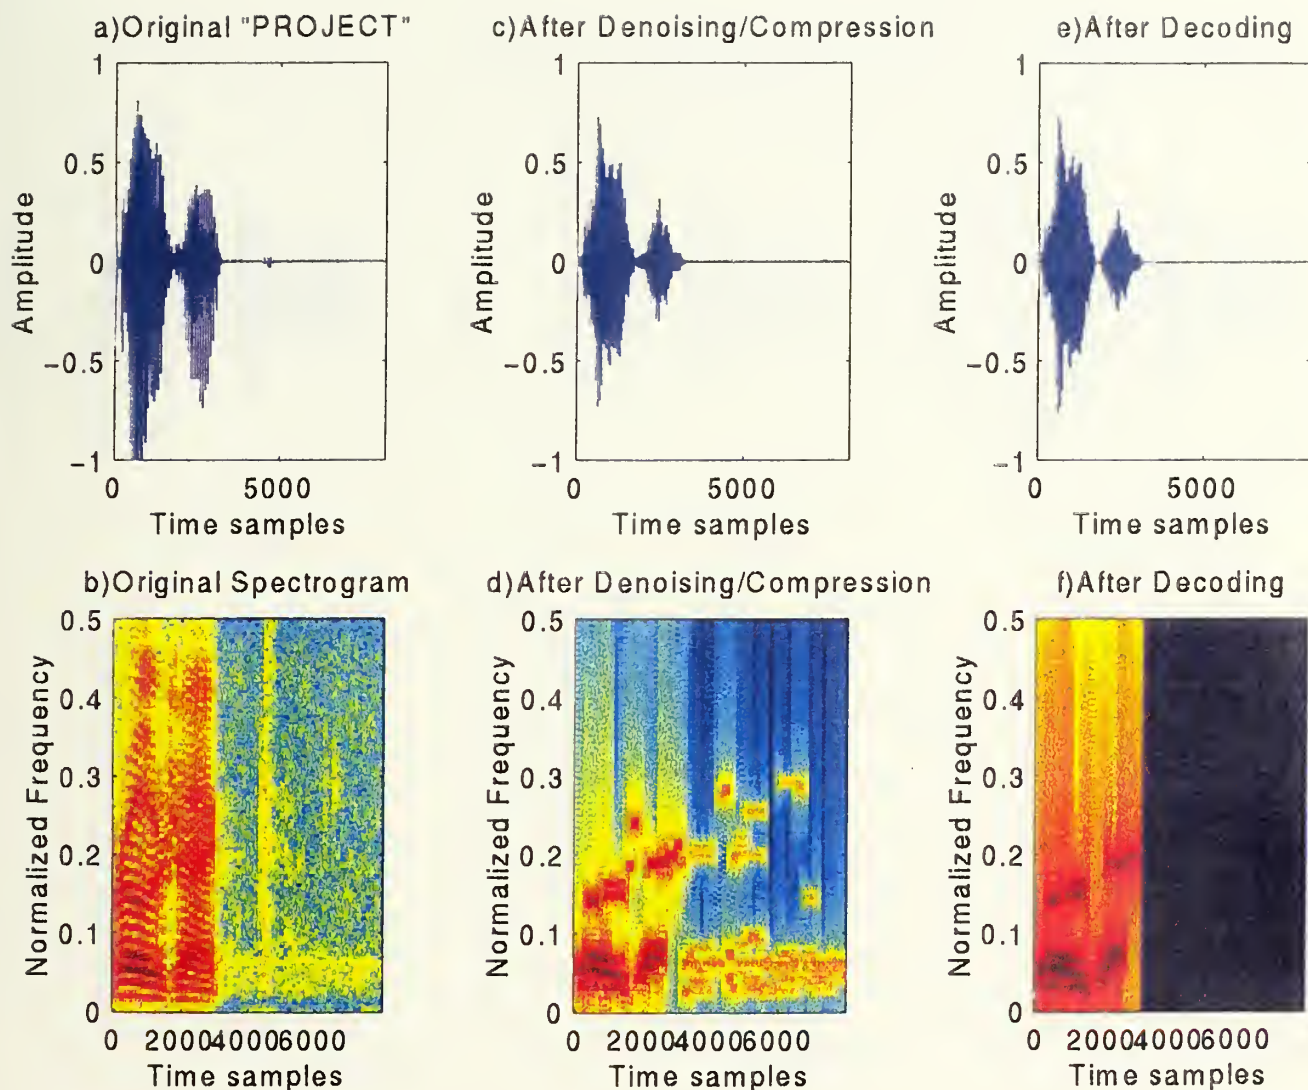 a)Original "PROJECT"
1
0.5
0
−0.5
−1
Amplitude
0 5000
Time samples
c)After Denoising/Compression
1
0.5
0
−0.5
−1
Amplitude
0 5000
Time samples
e)After Decoding
1
0.5
0
−0.5
−1
Amplitude
0 5000
Time samples
b)Original Spectrogram
0.5
0.4
0.3
0.2
0.1
0
Normalized Frequency
0 200040006000
Time samples
d)After Denoising/Compression
0.5
0.4
0.3
0.2
0.1
0
Normalized Frequency
0 200040006000
Time samples
f)After Decoding
0.5
0.4
0.3
0.2
0.1
0
Normalized Frequency
0 200040006000
Time samples